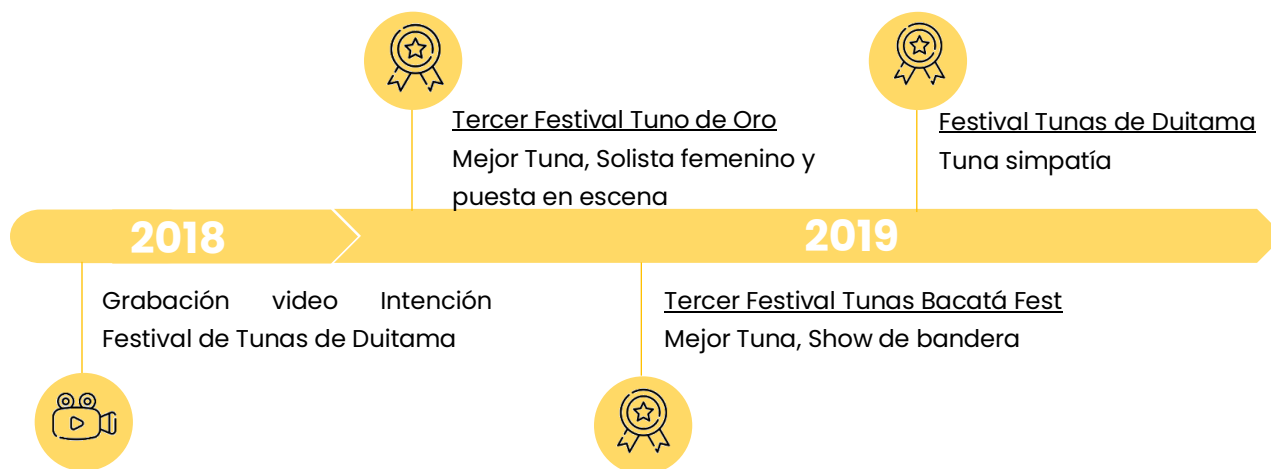 Tercer Festival Tuno de Oro
Mejor Tuna, Solista femenino y
puesta en escena
Festival Tunas de Duitama
Tuna simpatía
2018
2019
Grabación video Intención
Festival de Tunas de Duitama
Tercer Festival Tunas Bacatá Fest
Mejor Tuna, Show de bandera